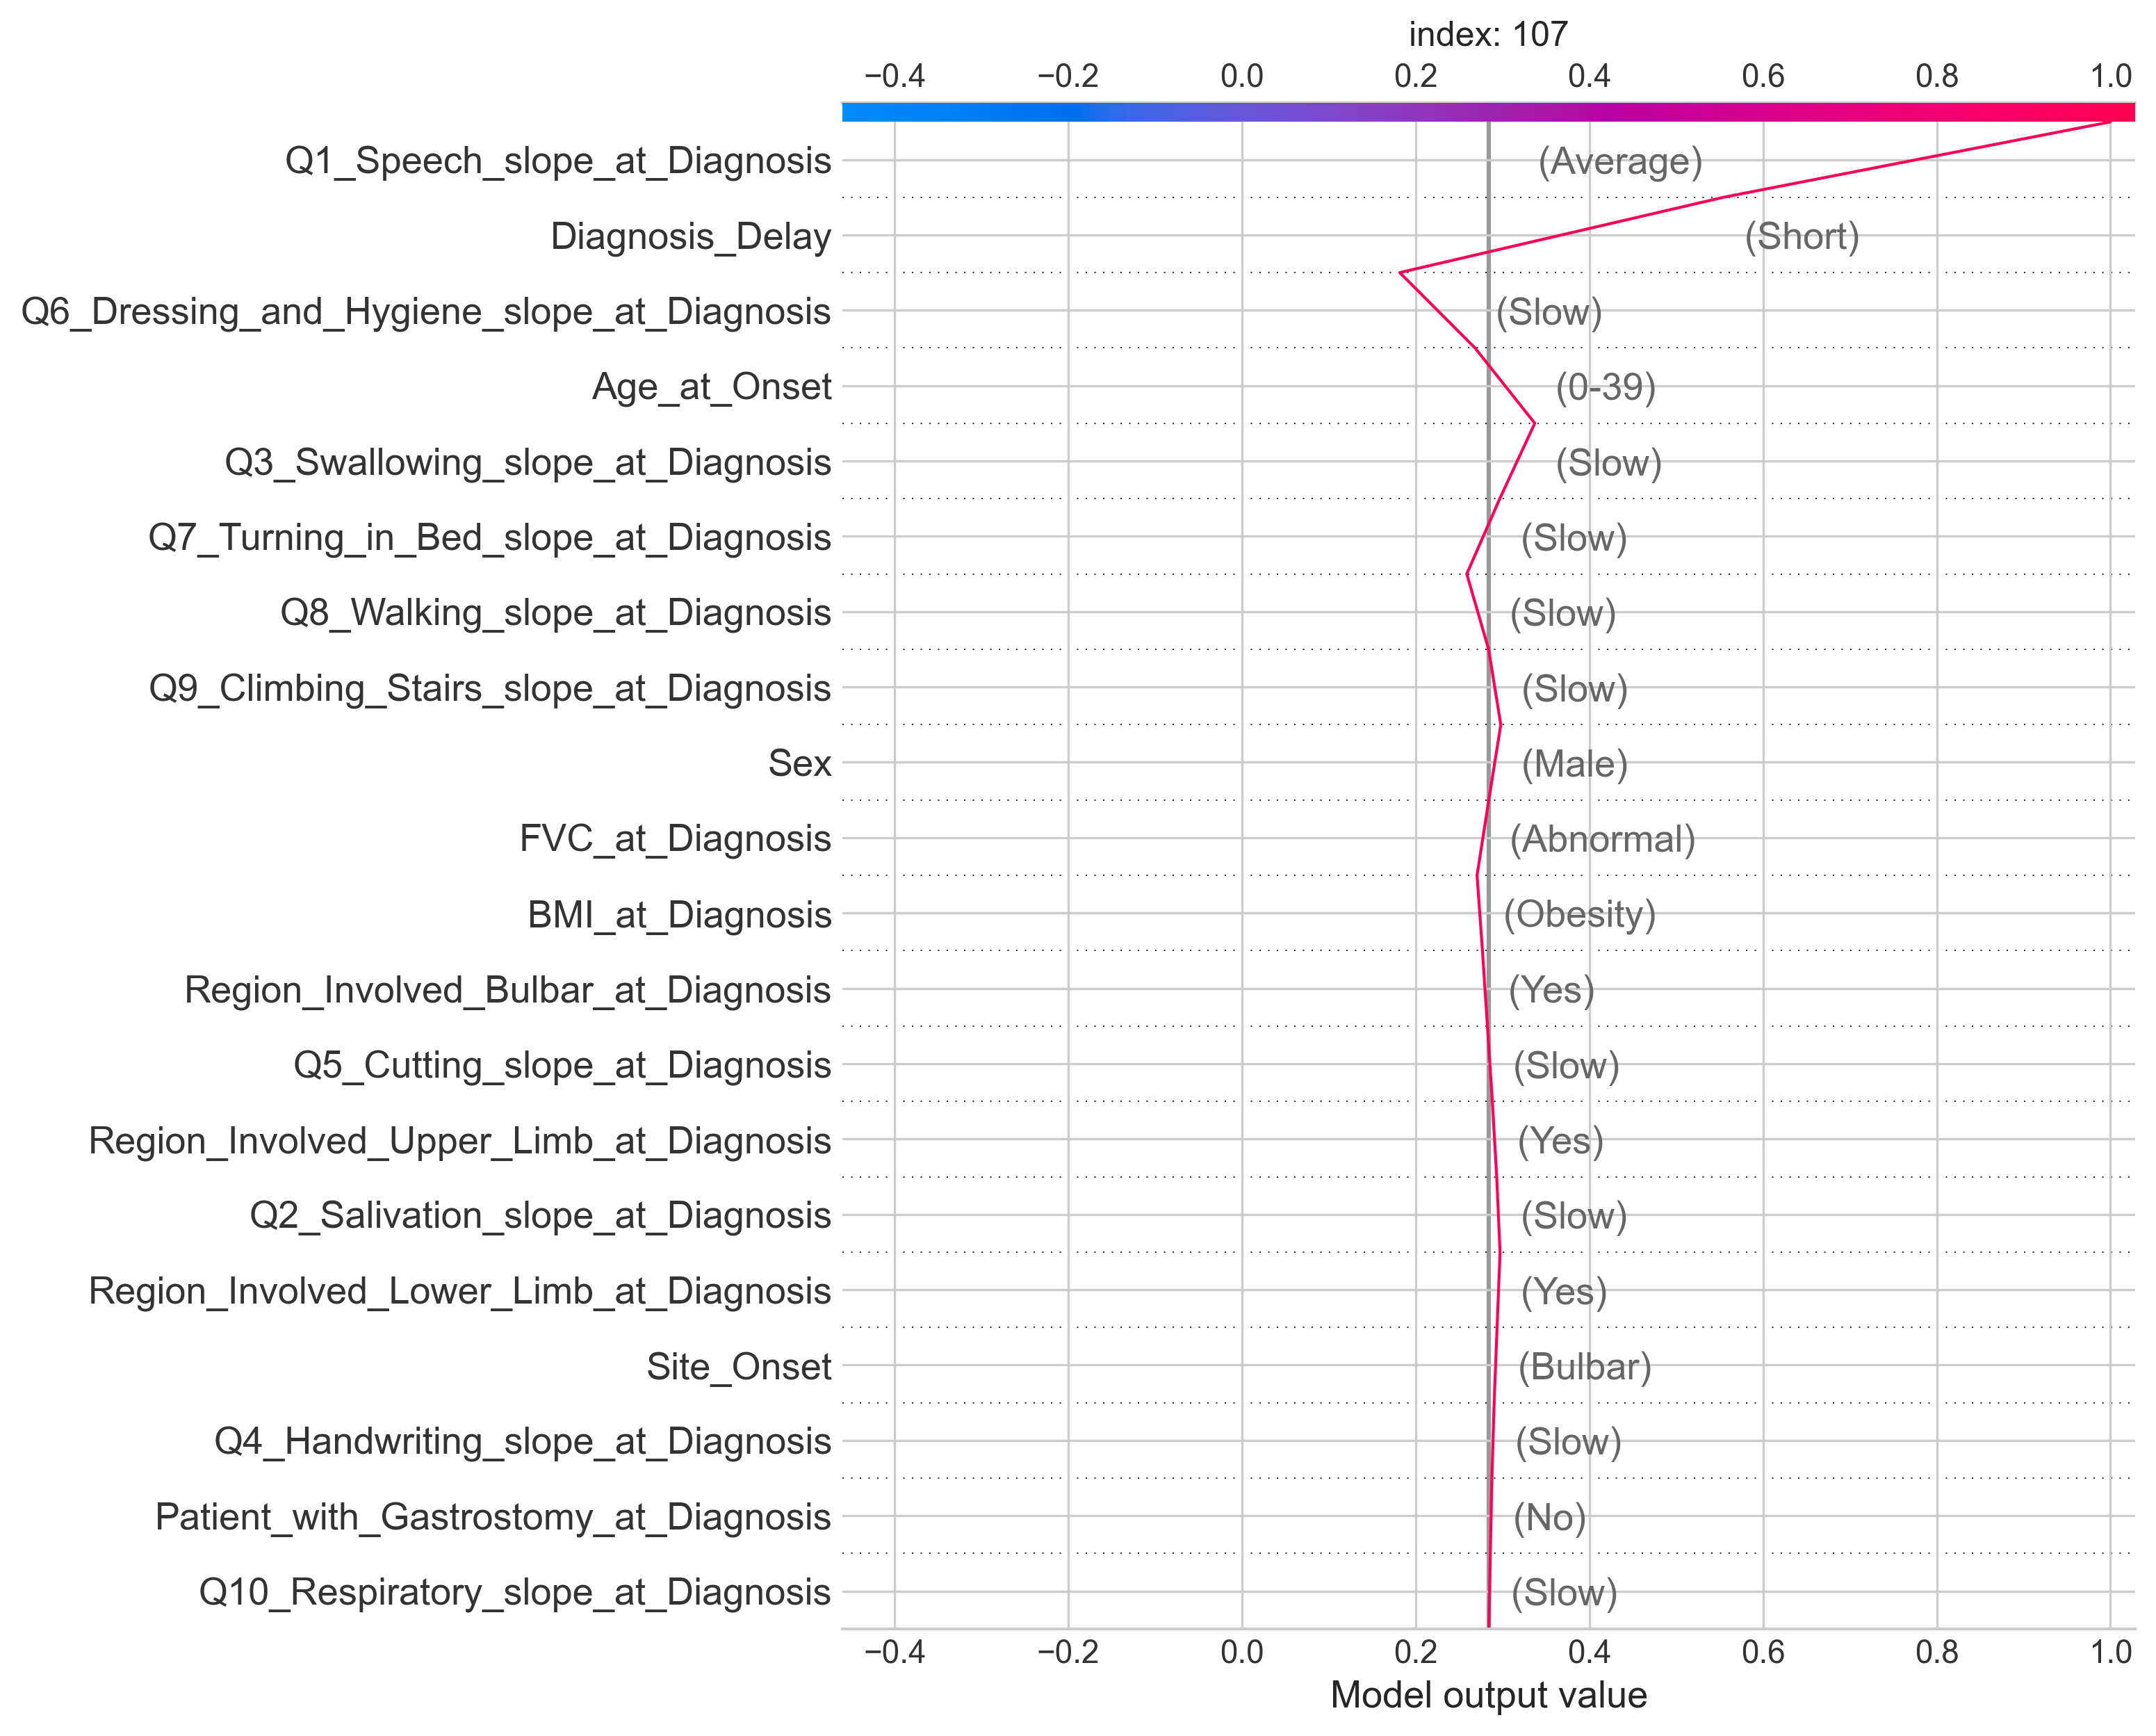 index: 107
−0.4 −0.2 0.0 0.2 0.4 0.6 0.8 1.0
Q1_Speech_slope_at_Diagnosis (Average)
Diagnosis_Delay (Short)
Q6_Dressing_and_Hygiene_slope_at_Diagnosis (Slow)
Age_at_Onset (0-39)
Q3_Swallowing_slope_at_Diagnosis (Slow)
Q7_Turning_in_Bed_slope_at_Diagnosis (Slow)
Q8_Walking_slope_at_Diagnosis (Slow)
Q9_Climbing_Stairs_slope_at_Diagnosis (Slow)
Sex (Male)
FVC_at_Diagnosis (Abnormal)
BMI_at_Diagnosis (Obesity)
Region_Involved_Bulbar_at_Diagnosis (Yes)
Q5_Cutting_slope_at_Diagnosis (Slow)
Region_Involved_Upper_Limb_at_Diagnosis (Yes)
Q2_Salivation_slope_at_Diagnosis (Slow)
Region_Involved_Lower_Limb_at_Diagnosis (Yes)
Site_Onset (Bulbar)
Q4_Handwriting_slope_at_Diagnosis (Slow)
Patient_with_Gastrostomy_at_Diagnosis (No)
Q10_Respiratory_slope_at_Diagnosis (Slow)
−0.4 −0.2 0.0 0.2 0.4 0.6 0.8 1.0
Model output value